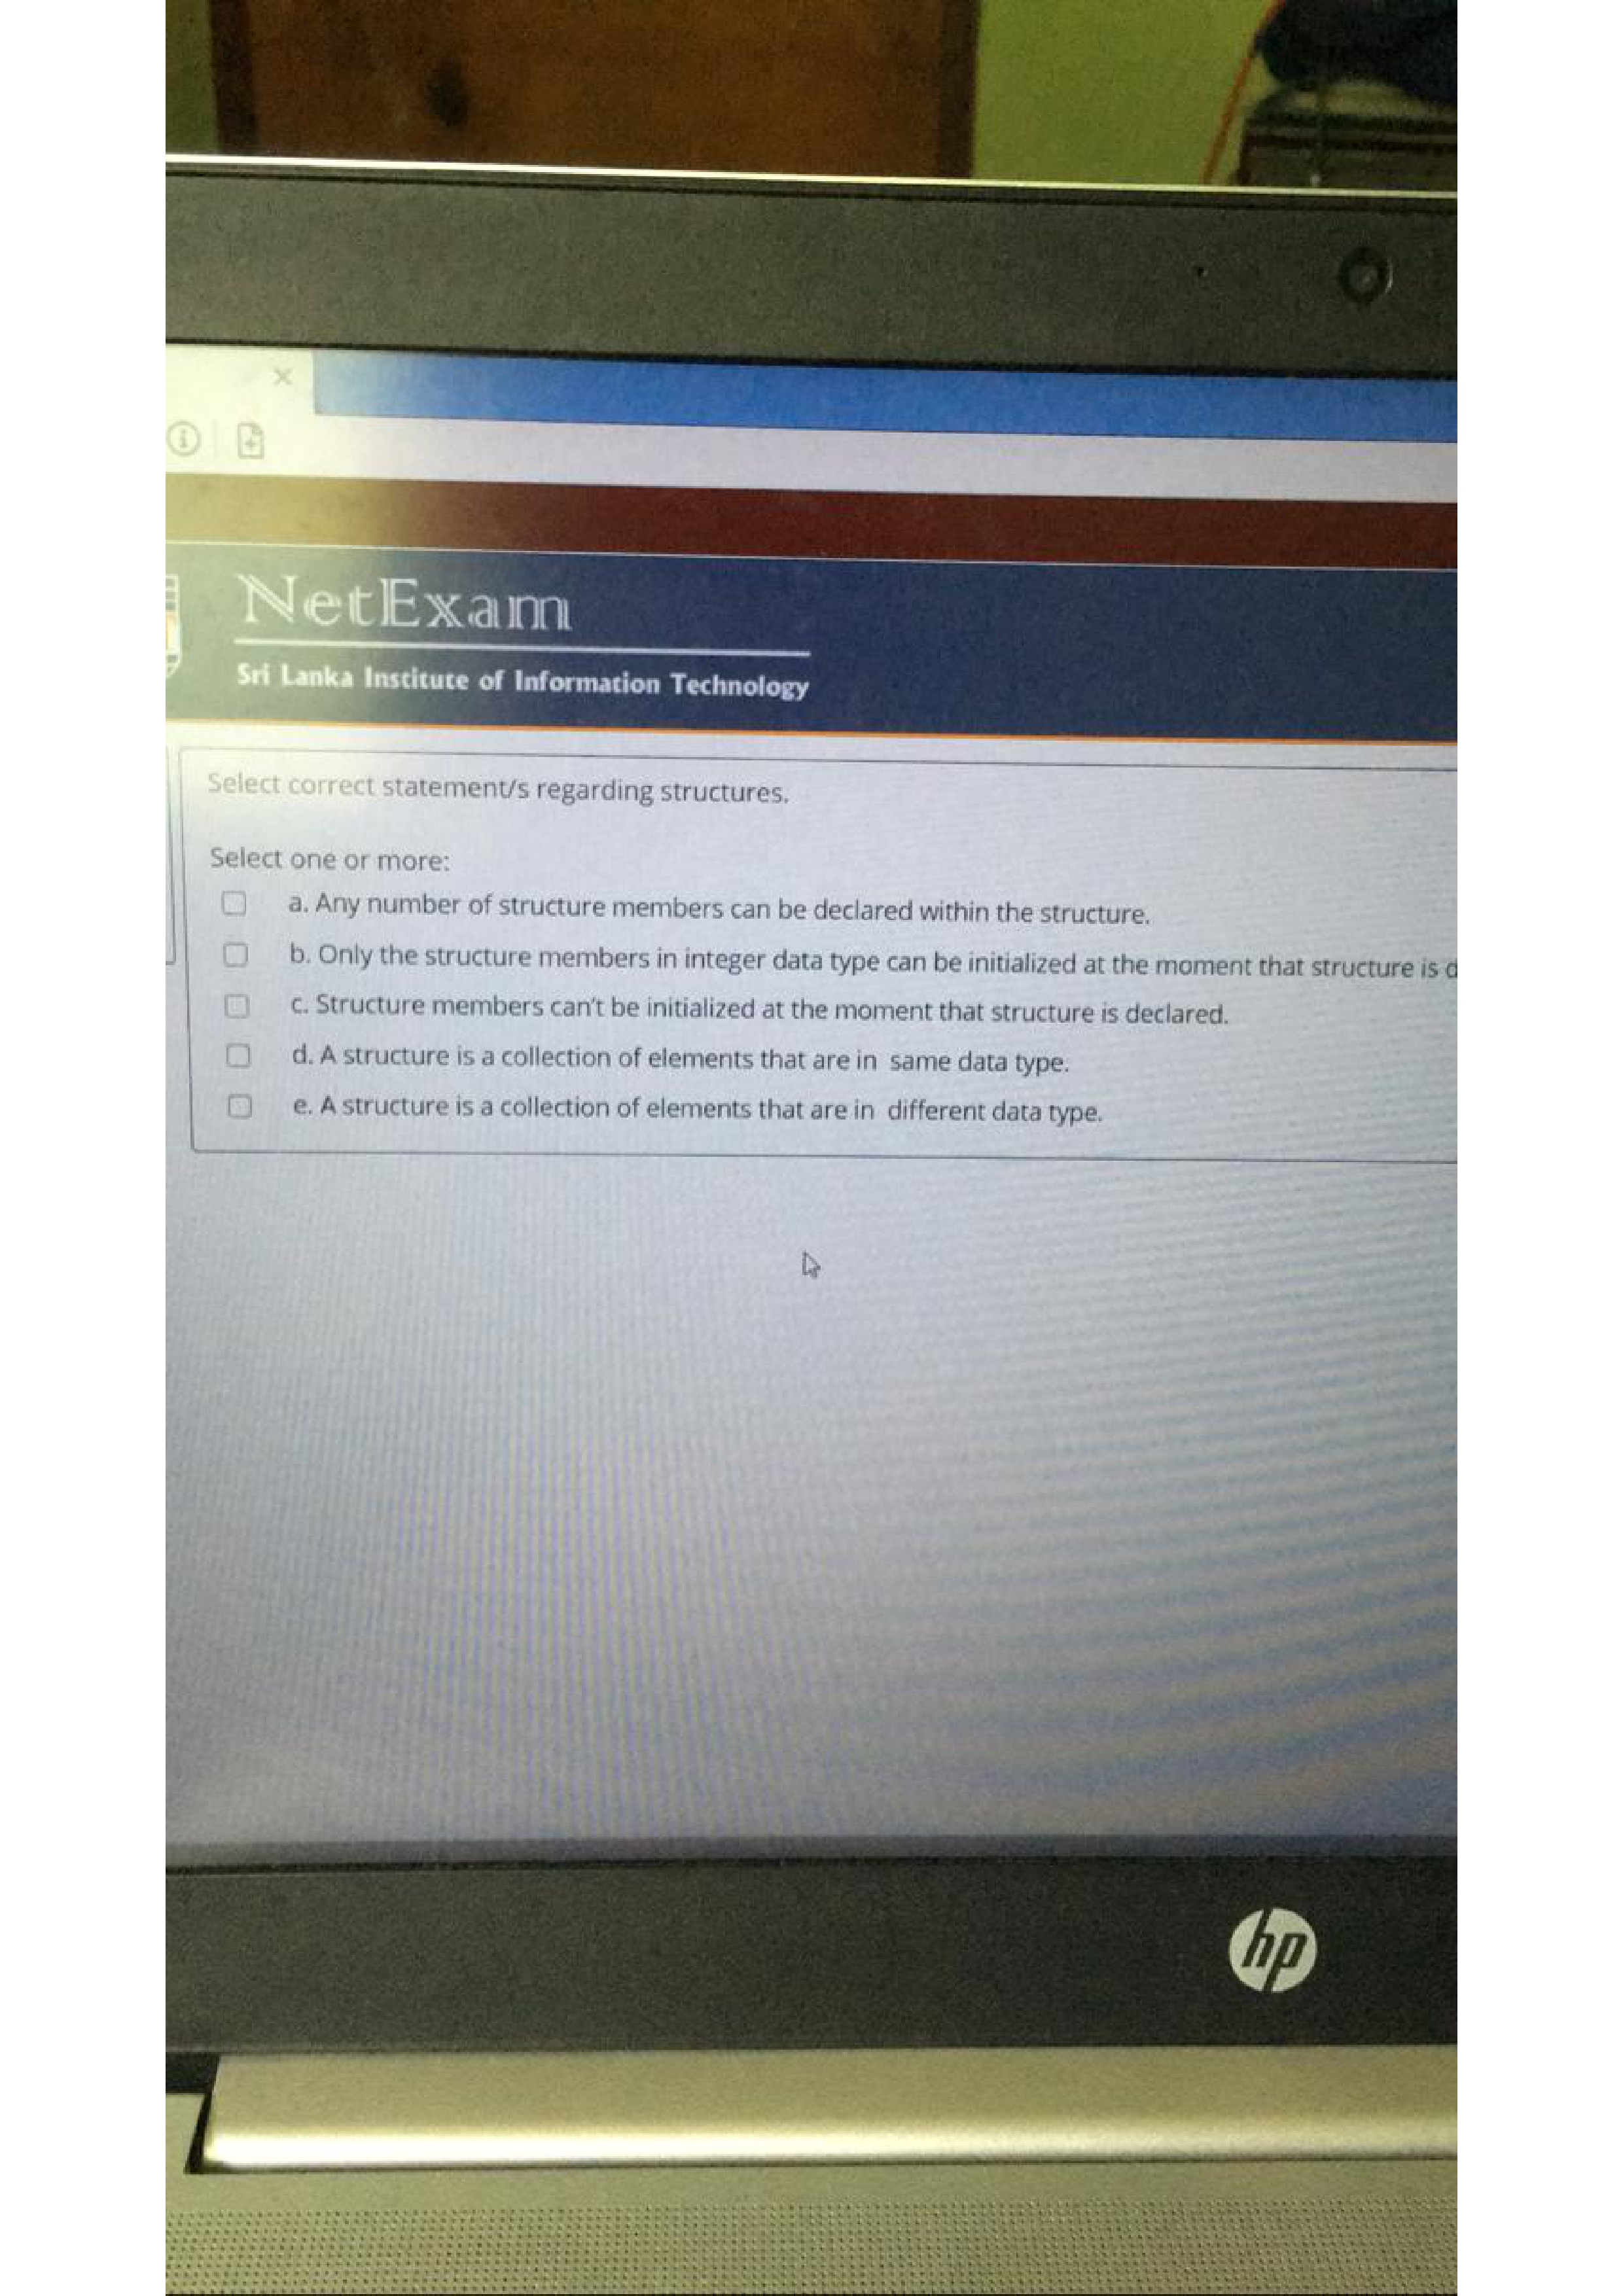 NetExam
Sri Lanka Institute of Information Technology
Select correct statement/s regarding structures.
Select one or more:
a. Any number of structure members can be declared within the structure.
b. Only the structure members in integer data type can be initialized at the moment that structure is
c. Structure members can't be initialized at the moment that structure is declared.
d. A structure is a collection of elements that are in same data type.
e. A structure is a collection of elements that are in different data type.
hp